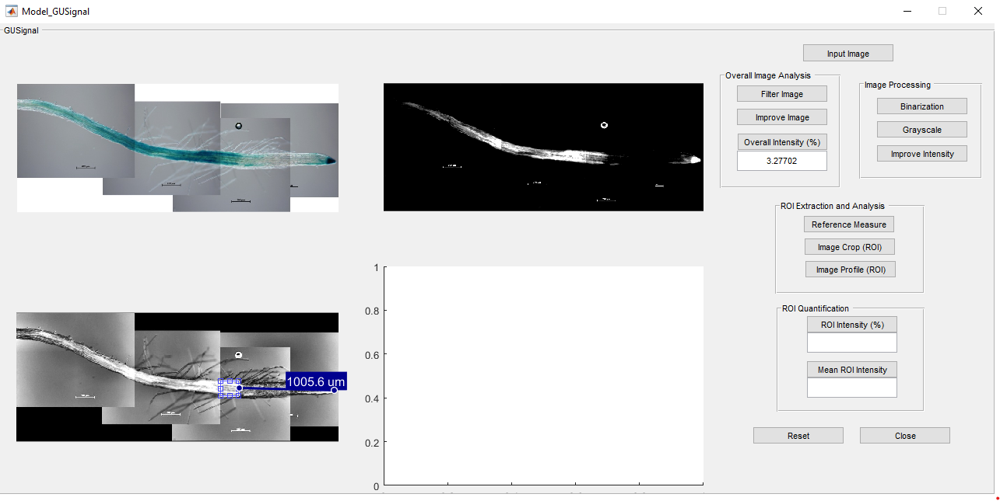 Model_GUSignal
GUSignal
Input Image
Overall Image Analysis
Filter Image
Improve Image
Overall Intensity (%)
3.27702
Image Processing
Binarization
Grayscale
Improve Intensity
ROI Extraction and Analysis
Reference Measure
Image Crop (ROI)
Image Profile (ROI)
1005.6 um
1
0.8
0.6
0.4
0.2
0
ROI Quantification
ROI Intensity (%)
Mean ROI Intensity
Reset
Close